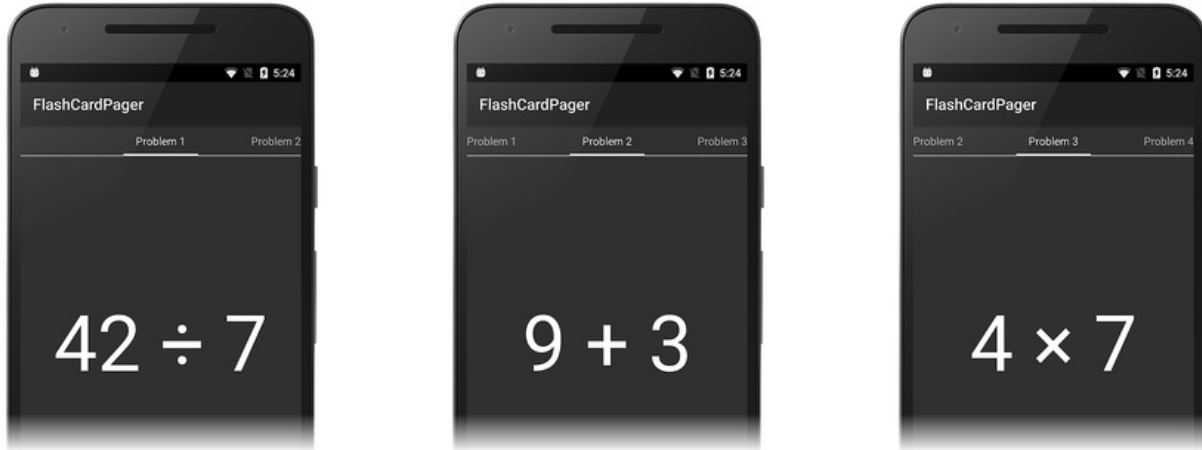 5:24
FlashCardPager
Problem 1 Problem 2
42 ÷ 7
5:24
FlashCardPager
Problem 1 Problem 2 Problem 3
9 + 3
5:24
FlashCardPager
Problem 2 Problem 3 Problem 4
4 × 7